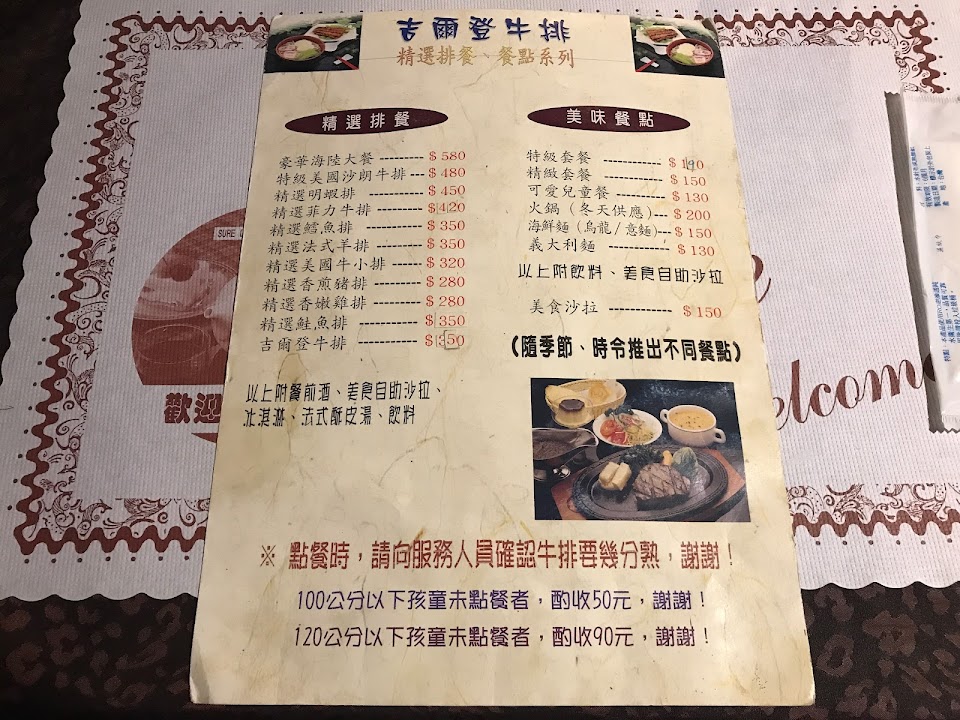 吉爾登牛排
精選排餐、餐點系列
精選排餐
豪華海陸大餐 ---------- $ 580
特級美國沙朗牛排 ---- $ 480
精選明蝦排 ---------- $ 450
精選菲力牛排 -------- $ 420
精選鱈魚排 ---------- $ 350
精選法式羊排 -------- $ 350
精選美國牛小排 ------ $ 320
精選香煎豬排 -------- $ 280
精選香嫩雞排 -------- $ 280
精選鮭魚排 ------------ $ 350
吉爾登牛排 ------------ $ 350
以上附餐前酒、美食自助沙拉、
冰淇淋、法式酥皮湯、飲料
美味餐點
特級套餐 ------------ $ 190
精緻套餐 ------------ $ 150
可愛兒童餐 ---------- $ 130
火鍋（冬天供應）--- $ 200
海鮮麵（烏龍/意麵）--- $ 150
義大利麵 ------------ $ 130
以上附飲料、美食自助沙拉
美食沙拉 ------------ $ 150
（隨季節、時令推出不同餐點）
※ 點餐時，請向服務人員確認牛排要幾分熟，謝謝！
100公分以下孩童未點餐者，酌收50元，謝謝！
120公分以下孩童未點餐者，酌收90元，謝謝！
SURE
歡迎
elcom